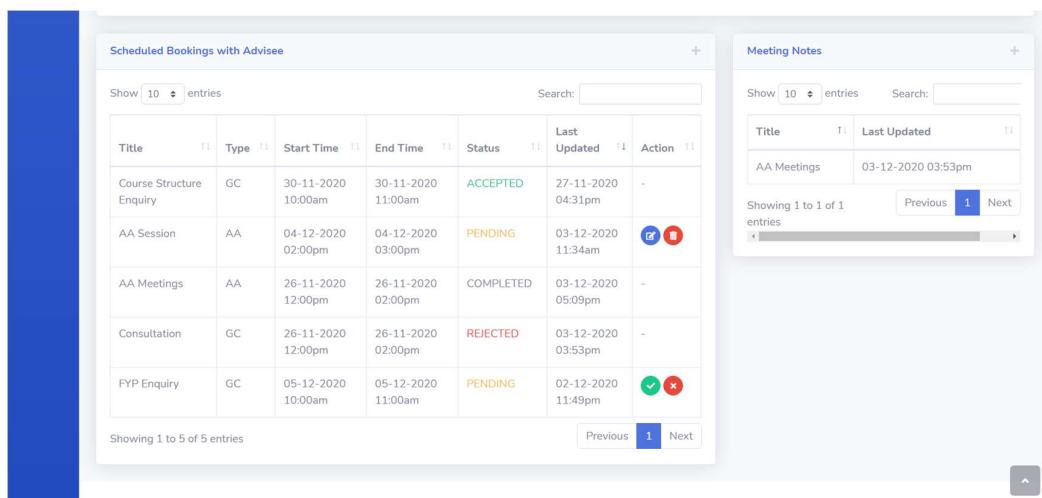 Scheduled Bookings with Advisee
Show 10 entries Search:
Title Type Start Time End Time Status Last Updated Action
Course Structure Enquiry GC 30-11-2020 10:00am 30-11-2020 11:00am ACCEPTED 27-11-2020 04:31pm -
AA Session AA 04-12-2020 02:00pm 04-12-2020 03:00pm PENDING 03-12-2020 11:34am
AA Meetings AA 26-11-2020 12:00pm 26-11-2020 02:00pm COMPLETED 03-12-2020 05:09pm -
Consultation GC 26-11-2020 12:00pm 26-11-2020 02:00pm REJECTED 03-12-2020 03:53pm -
FYP Enquiry GC 05-12-2020 10:00am 05-12-2020 11:00am PENDING 02-12-2020 11:49pm
Showing 1 to 5 of 5 entries Previous 1 Next
Meeting Notes
Show 10 entries Search:
Title Last Updated
AA Meetings 03-12-2020 03:53pm
Showing 1 to 1 of 1
entries
Previous 1 Next